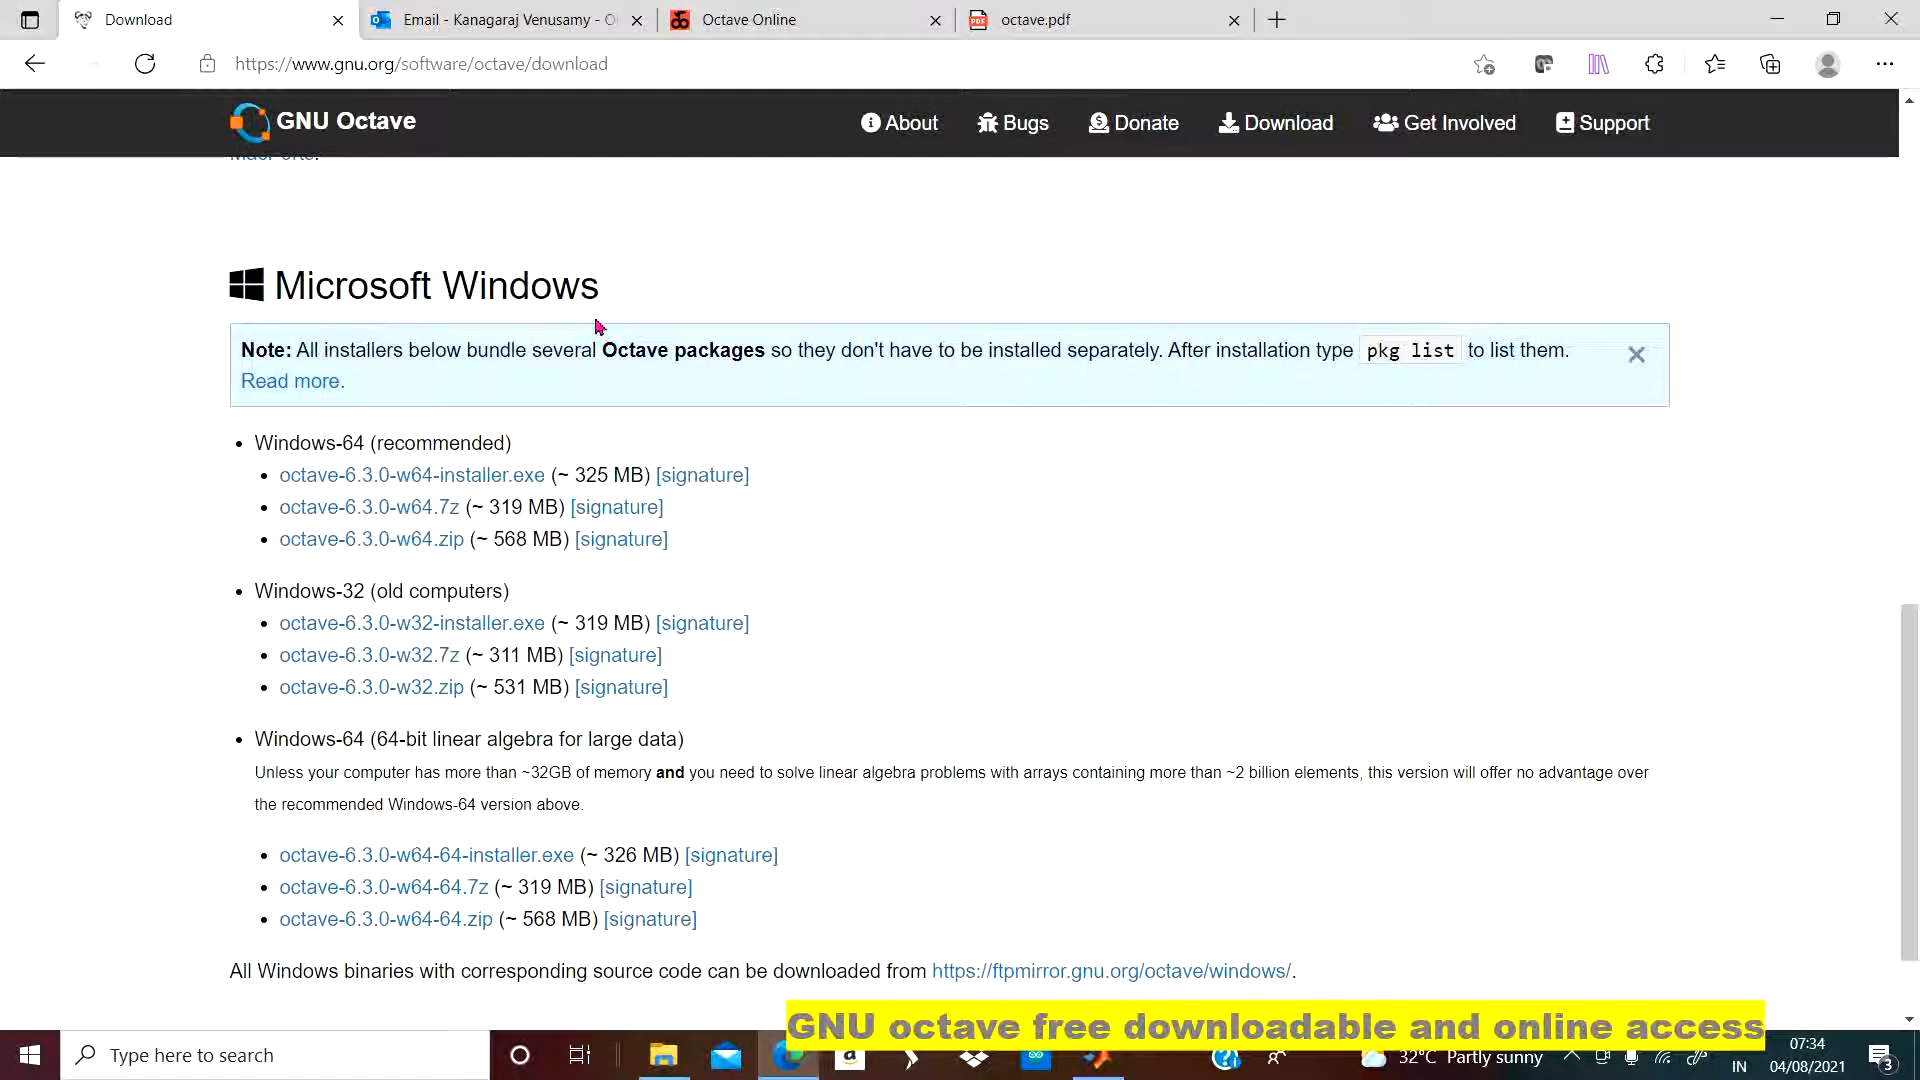 Download
Email - Kanagaraj Venusamy - O
Octave Online
octave.pdf
https://www.gnu.org/software/octave/download
GNU Octave
About
Bugs
Donate
Download
Get Involved
Support
Microsoft Windows
Note: All installers below bundle several Octave packages so they don't have to be installed separately. After installation type pkg list to list them.
Read more.
Windows-64 (recommended)
octave-6.3.0-w64-installer.exe (~ 325 MB) [signature]
octave-6.3.0-w64.7z (~ 319 MB) [signature]
octave-6.3.0-w64.zip (~ 568 MB) [signature]
Windows-32 (old computers)
octave-6.3.0-w32-installer.exe (~ 319 MB) [signature]
octave-6.3.0-w32.7z (~ 311 MB) [signature]
octave-6.3.0-w32.zip (~ 531 MB) [signature]
Windows-64 (64-bit linear algebra for large data)
Unless your computer has more than ~32GB of memory and you need to solve linear algebra problems with arrays containing more than ~2 billion elements, this version will offer no advantage over
the recommended Windows-64 version above.
octave-6.3.0-w64-64-installer.exe (~ 326 MB) [signature]
octave-6.3.0-w64-64.7z (~ 319 MB) [signature]
octave-6.3.0-w64-64.zip (~ 568 MB) [signature]
All Windows binaries with corresponding source code can be downloaded from https://ftpmirror.gnu.org/octave/windows/.
GNU octave free downloadable and online access
Type here to search
32°C Partly sunny
IN
07:34
04/08/2021
3